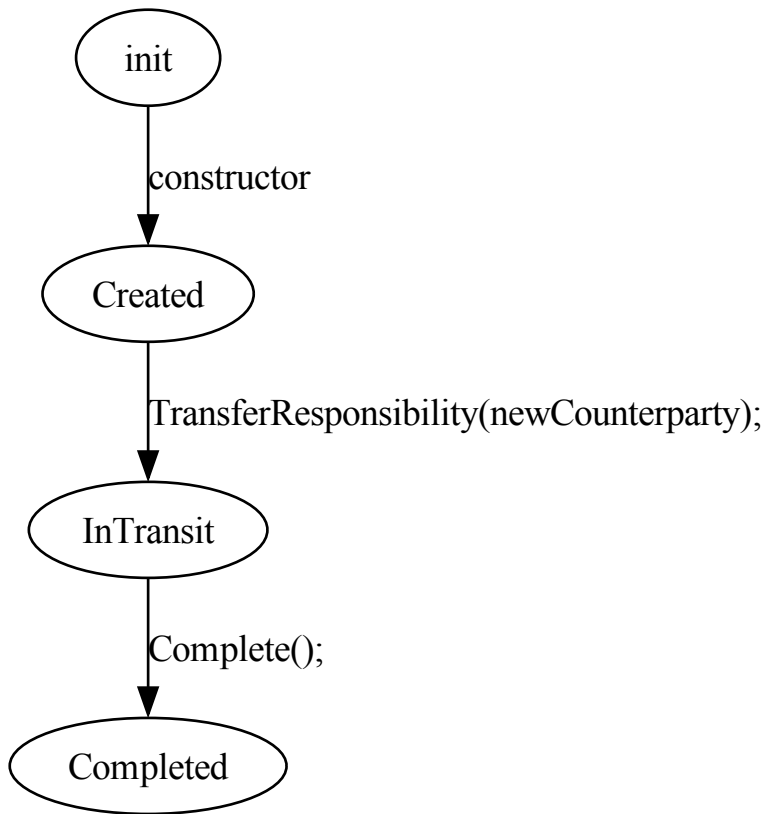 init
constructor
Created
TransferResponsibility(newCounterparty);
InTransit
Complete();
Completed